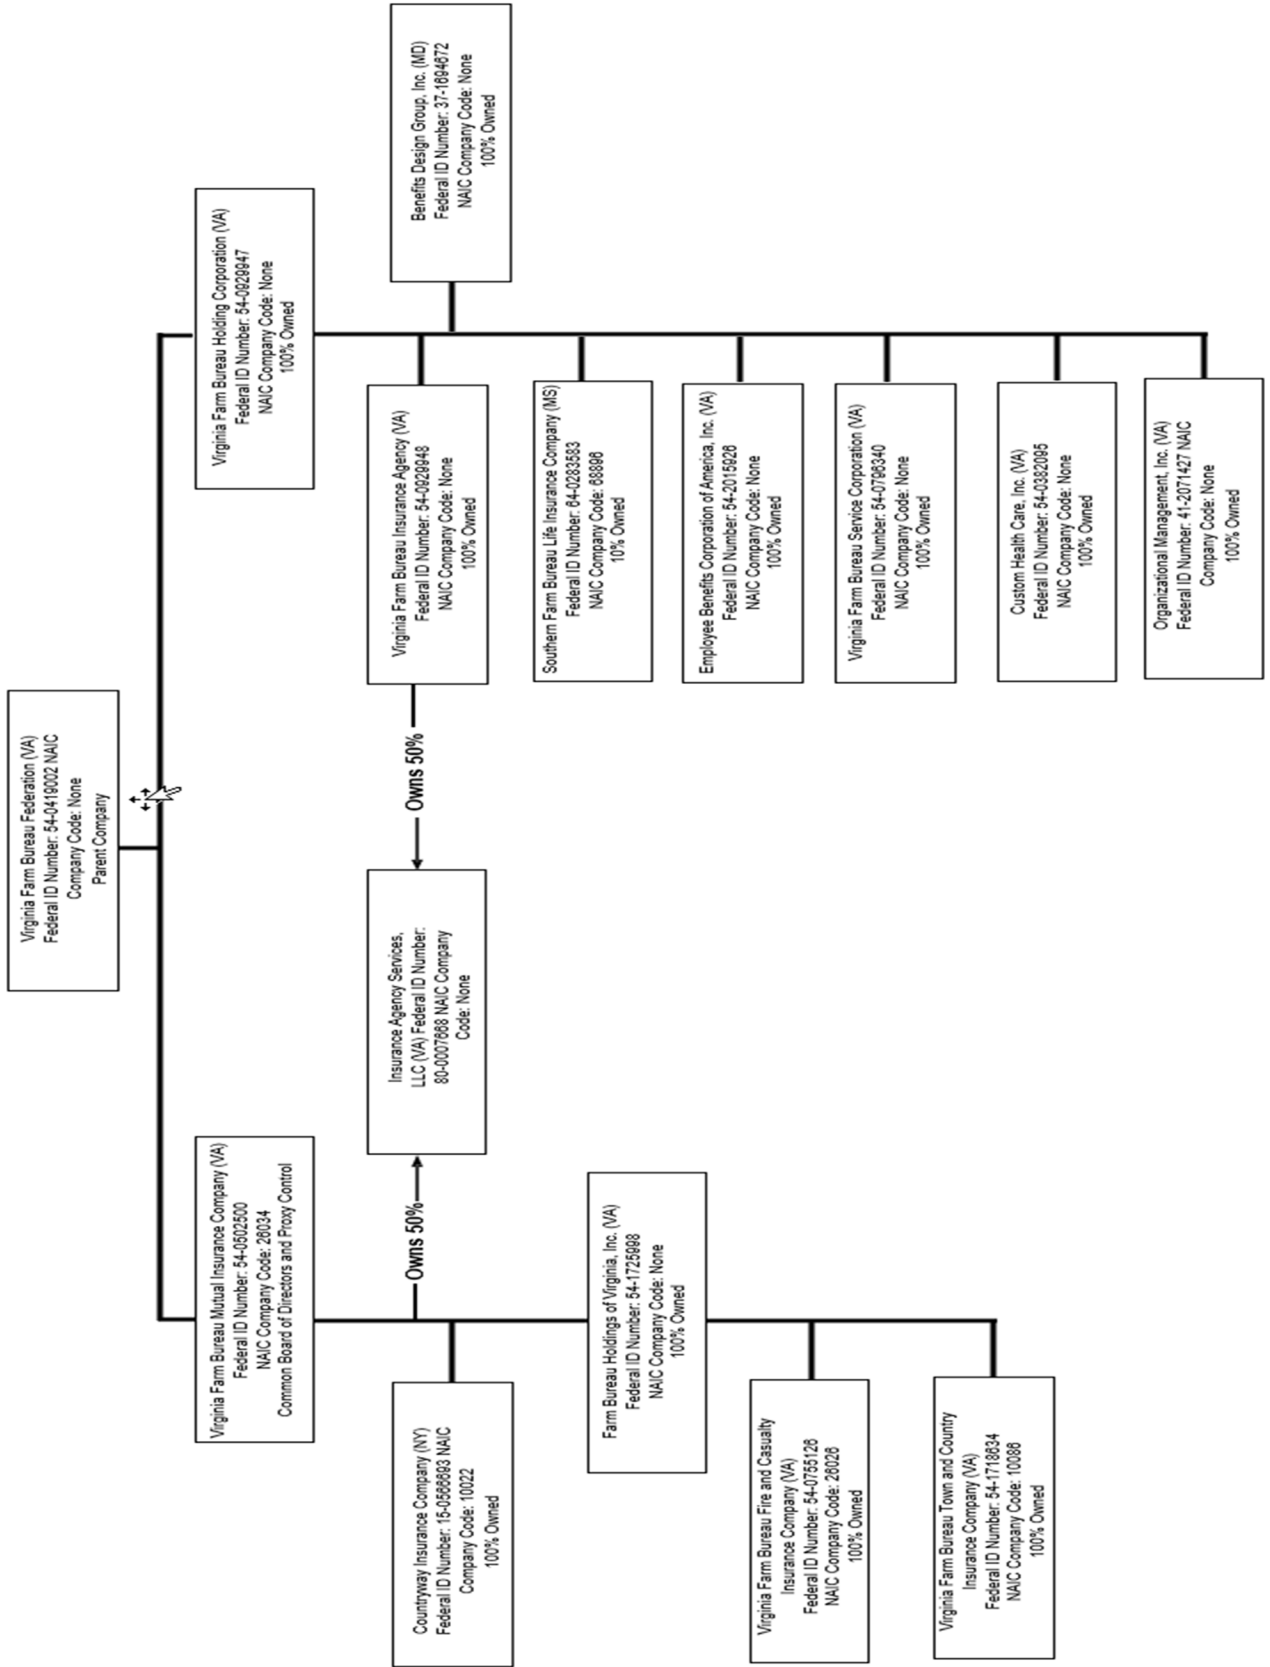 Virginia Farm Bureau Federation (VA)
Federal ID Number: 54-0419002 NAIC
Company Code: None
Parent Company
Virginia Farm Bureau Mutual Insurance Company (VA)
Federal ID Number: 54-0502500
NAIC Company Code: 26034
Common Board of Directors and Proxy Control
Virginia Farm Bureau Holding Corporation (VA)
Federal ID Number: 54-0929947
NAIC Company Code: None
100% Owned
Owns 50%
Insurance Agency Services,
LLC (VA) Federal ID Number:
80-0007668 NAIC Company
Code: None
Owns 50%
Virginia Farm Bureau Insurance Agency (VA)
Federal ID Number: 54-0929948
NAIC Company Code: None
100% Owned
Benefits Design Group, Inc. (MD)
Federal ID Number: 37-1694672
NAIC Company Code: None
100% Owned
Countryway Insurance Company (NY)
Federal ID Number: 15-0566693 NAIC
Company Code: 10022
100% Owned
Southern Farm Bureau Life Insurance Company (MS)
Federal ID Number: 64-0283583
NAIC Company Code: 68896
10% Owned
Farm Bureau Holdings of Virginia, Inc. (VA)
Federal ID Number: 54-1725998
NAIC Company Code: None
100% Owned
Employee Benefits Corporation of America, Inc. (VA)
Federal ID Number: 54-2015926
NAIC Company Code: None
100% Owned
Virginia Farm Bureau Fire and Casualty
Insurance Company (VA)
Federal ID Number: 54-0755126
NAIC Company Code: 26026
100% Owned
Virginia Farm Bureau Service Corporation (VA)
Federal ID Number: 54-0796340
NAIC Company Code: None
100% Owned
Virginia Farm Bureau Town and Country
Insurance Company (VA)
Federal ID Number: 54-1718634
NAIC Company Code: 10086
100% Owned
Custom Health Care, Inc. (VA)
Federal ID Number: 54-0382095
NAIC Company Code: None
100% Owned
Organizational Management, Inc. (VA)
Federal ID Number: 41-2071427 NAIC
Company Code: None
100% Owned